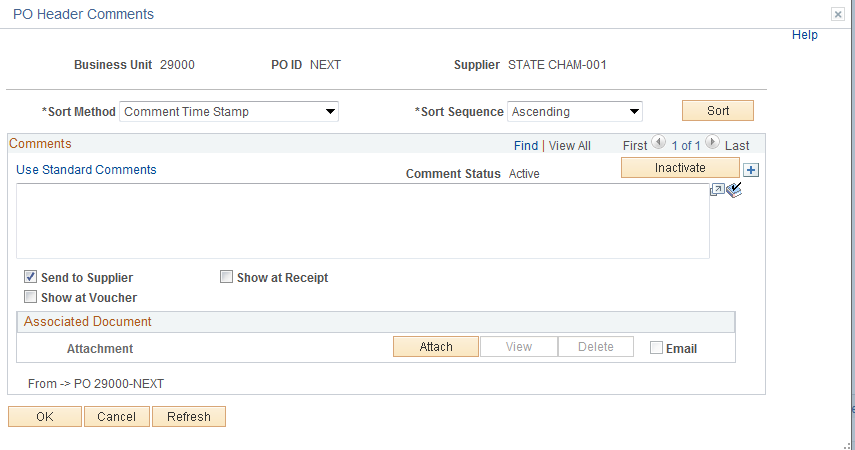 PO Header Comments
Help
Business Unit 29000 PO ID NEXT Supplier STATE CHAM-001
*Sort Method Comment Time Stamp *Sort Sequence Ascending Sort
Comments Find | View All First 1 of 1 Last
Use Standard Comments Comment Status Active Inactivate
Send to Supplier Show at Receipt
Show at Voucher
Associated Document
Attachment Attach View Delete Email
From -> PO 29000-NEXT
OK Cancel Refresh